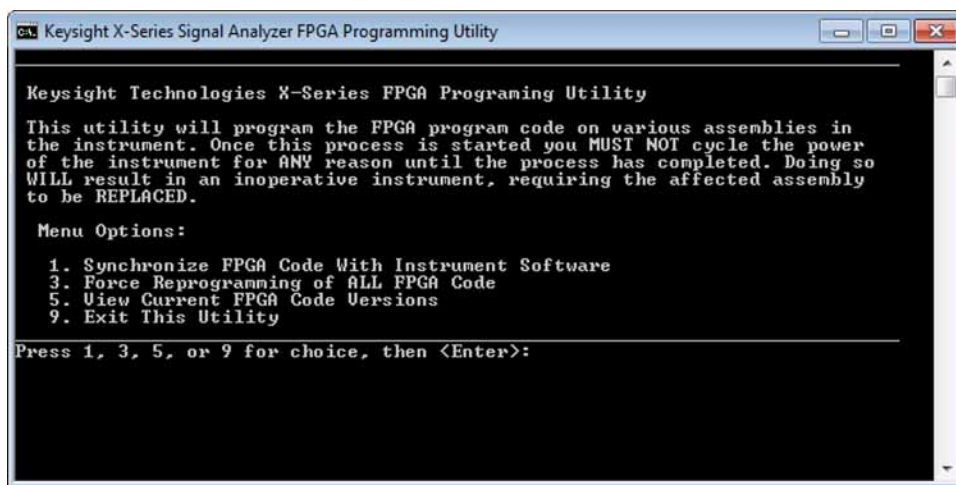 Keysight X-Series Signal Analyzer FPGA Programming Utility
Keysight Technologies X-Series FPGA Programing Utility
This utility will program the FPGA program code on various assemblies in
the instrument. Once this process is started you MUST NOT cycle the power
of the instrument for ANY reason until the process has completed. Doing so
WILL result in an inoperative instrument, requiring the affected assembly
to be REPLACED.
Menu Options:
1. Synchronize FPGA Code With Instrument Software
3. Force Reprogramming of ALL FPGA Code
5. View Current FPGA Code Versions
9. Exit This Utility
Press 1, 3, 5, or 9 for choice, then <Enter>: